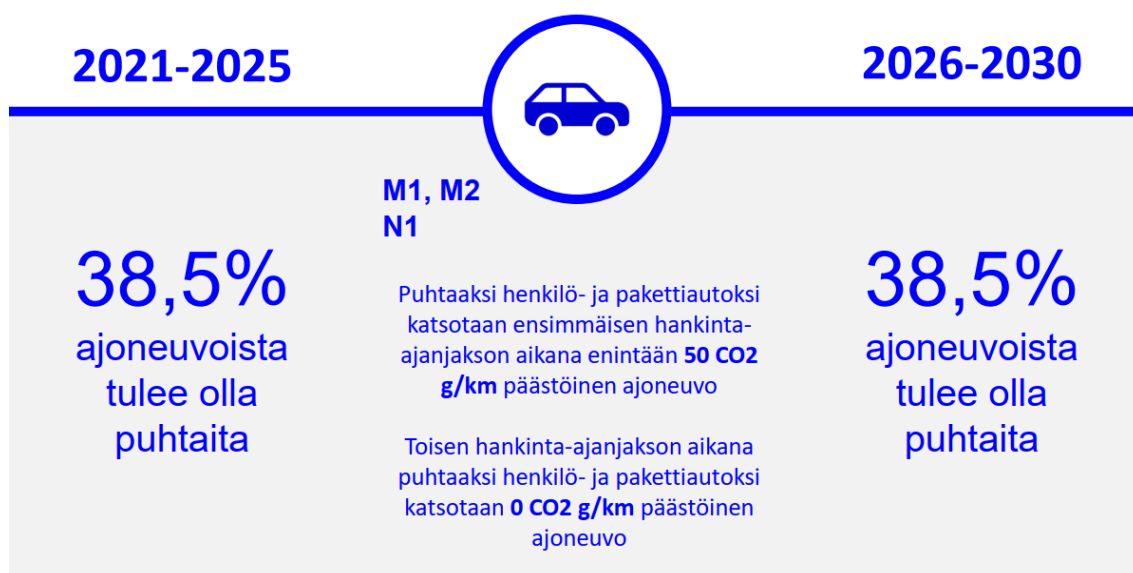 2021-2025
2026-2030
M1, M2
N1
38,5%
ajoneuvoista
tulee olla
puhtaita
Puhtaaksi henkilö- ja pakettiautoksi
katsotaan ensimmäisen hankinta-
ajanjakson aikana enintään 50 CO2
g/km päästöinen ajoneuvo
Toisen hankinta-ajanjakson aikana
puhtaaksi henkilö- ja pakettiautoksi
katsotaan 0 CO2 g/km päästöinen
ajoneuvo
38,5%
ajoneuvoista
tulee olla
puhtaita